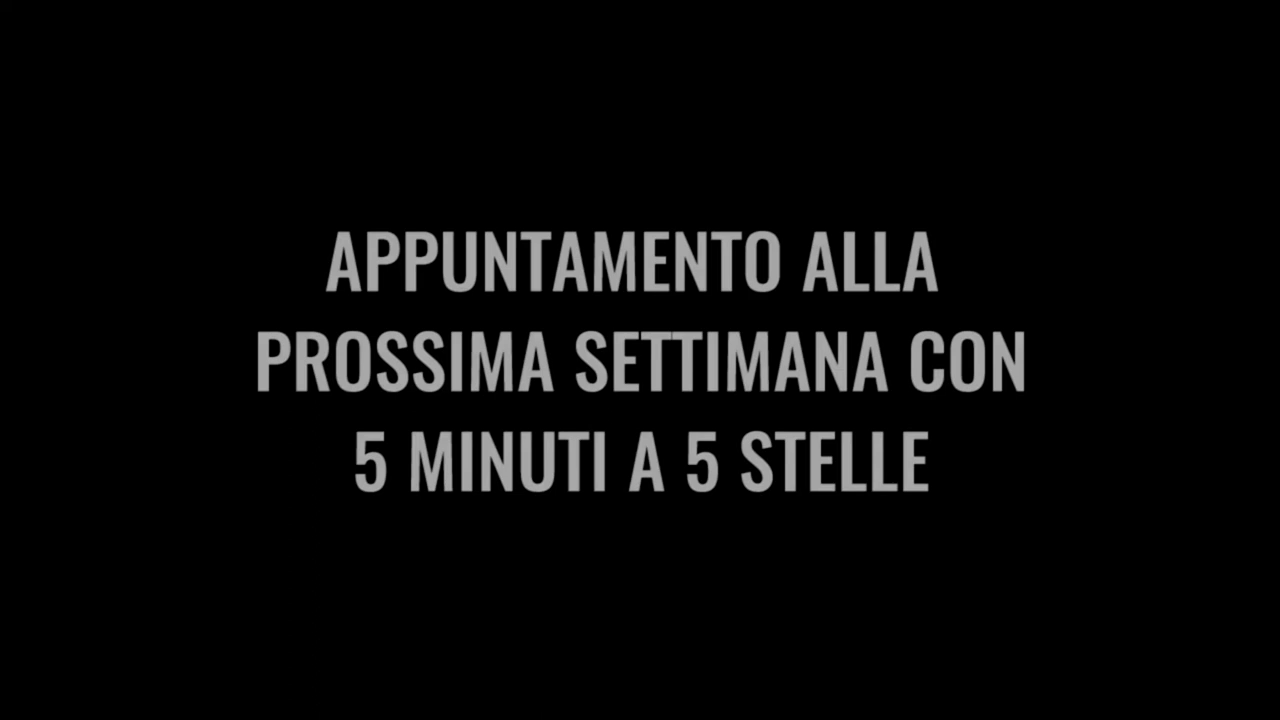 APPUNTAMENTO ALLA
PROSSIMA SETTIMANA CON
5 MINUTI A 5 STELLE